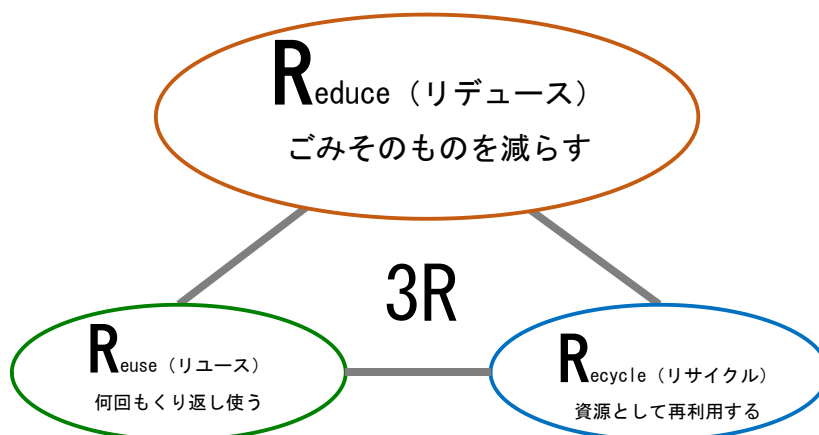 Reduce（リデュース）
ごみそのものを減らす
3R
Reuse（リユース）
何回もくり返し使う
Recycle（リサイクル）
資源として再利用する